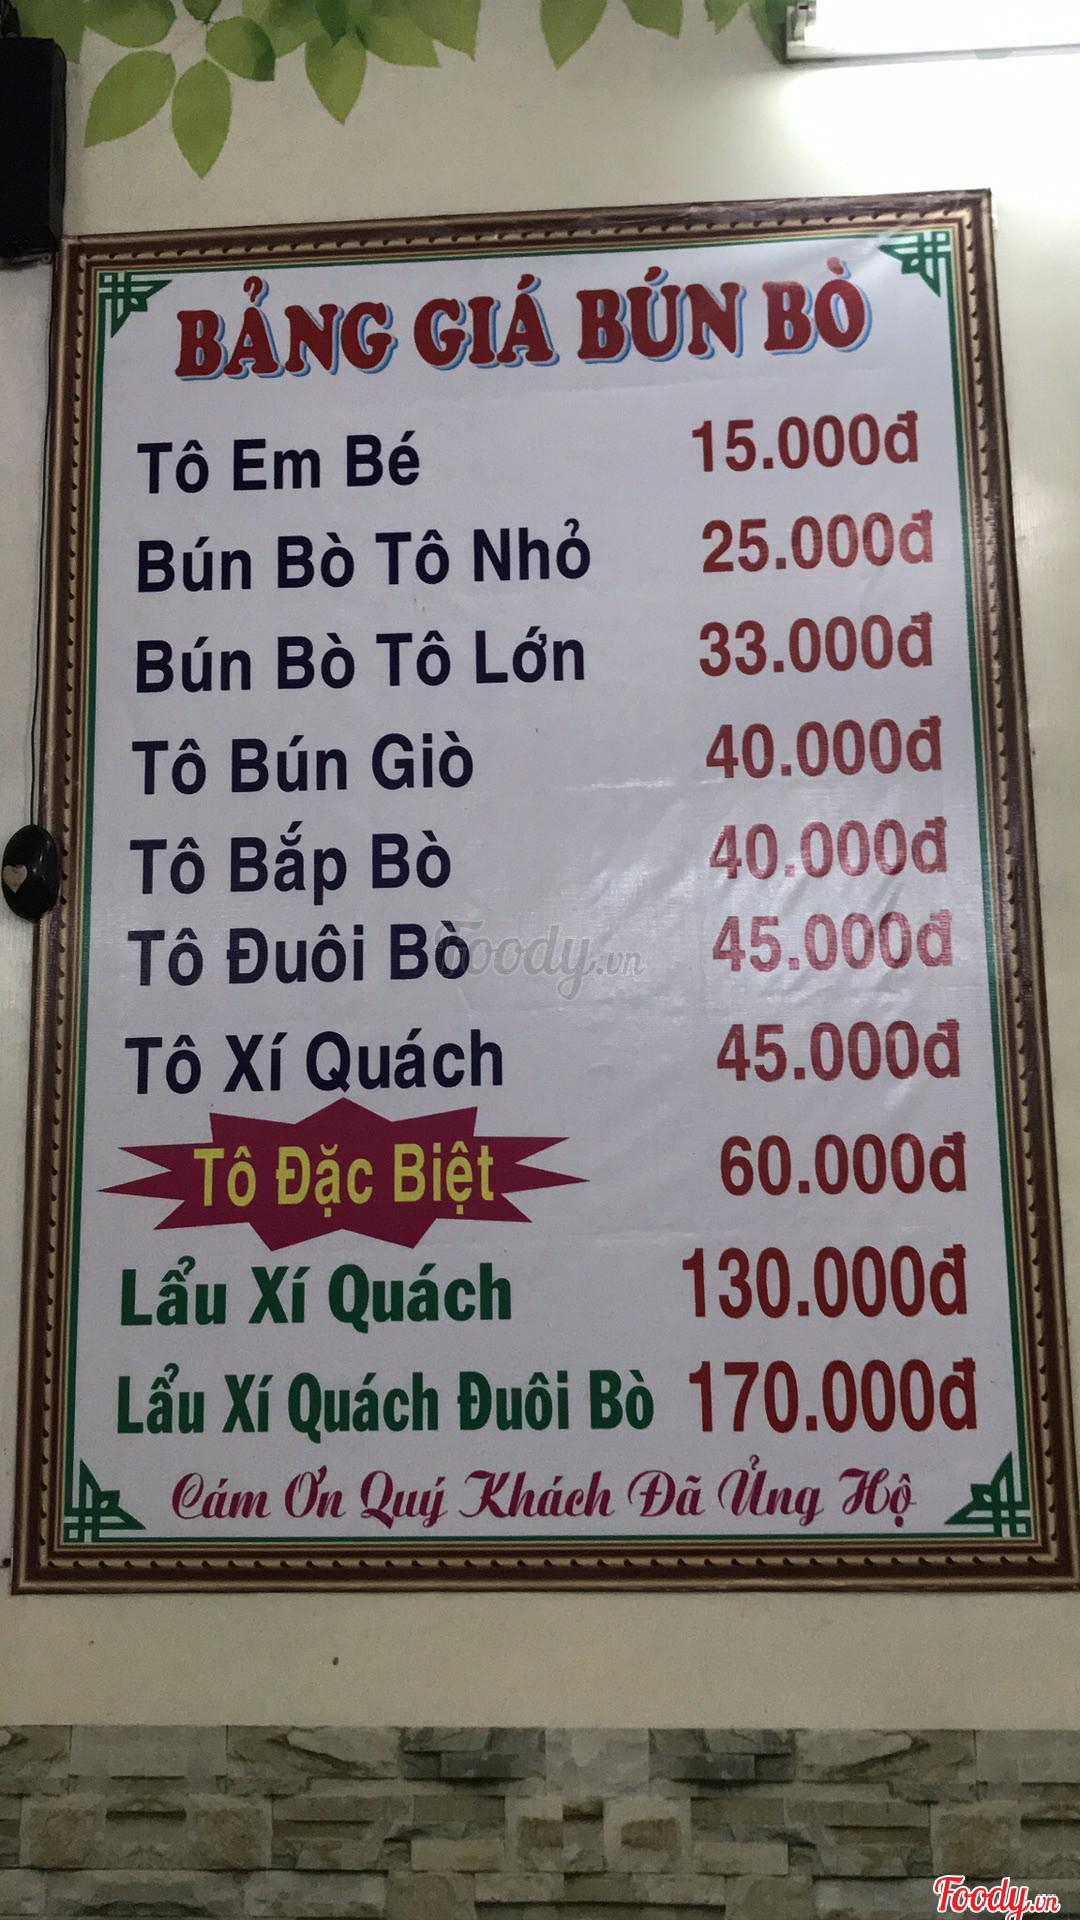 BẢNG GIÁ BÚN BÒ
Tô Em Bé 15.000đ
Bún Bò Tô Nhỏ 25.000đ
Bún Bò Tô Lớn 33.000đ
Tô Bún Giò 40.000đ
Tô Bắp Bò 40.000đ
Tô Đuôi Bò 45.000đ
Foody.vn
Tô Xí Quách 45.000đ
Tô Đặc Biệt 60.000đ
Lẩu Xí Quách 130.000đ
Lẩu Xí Quách Đuôi Bò 170.000đ
Cám Ơn Quý Khách Đã Ủng Hộ
Foody.vn